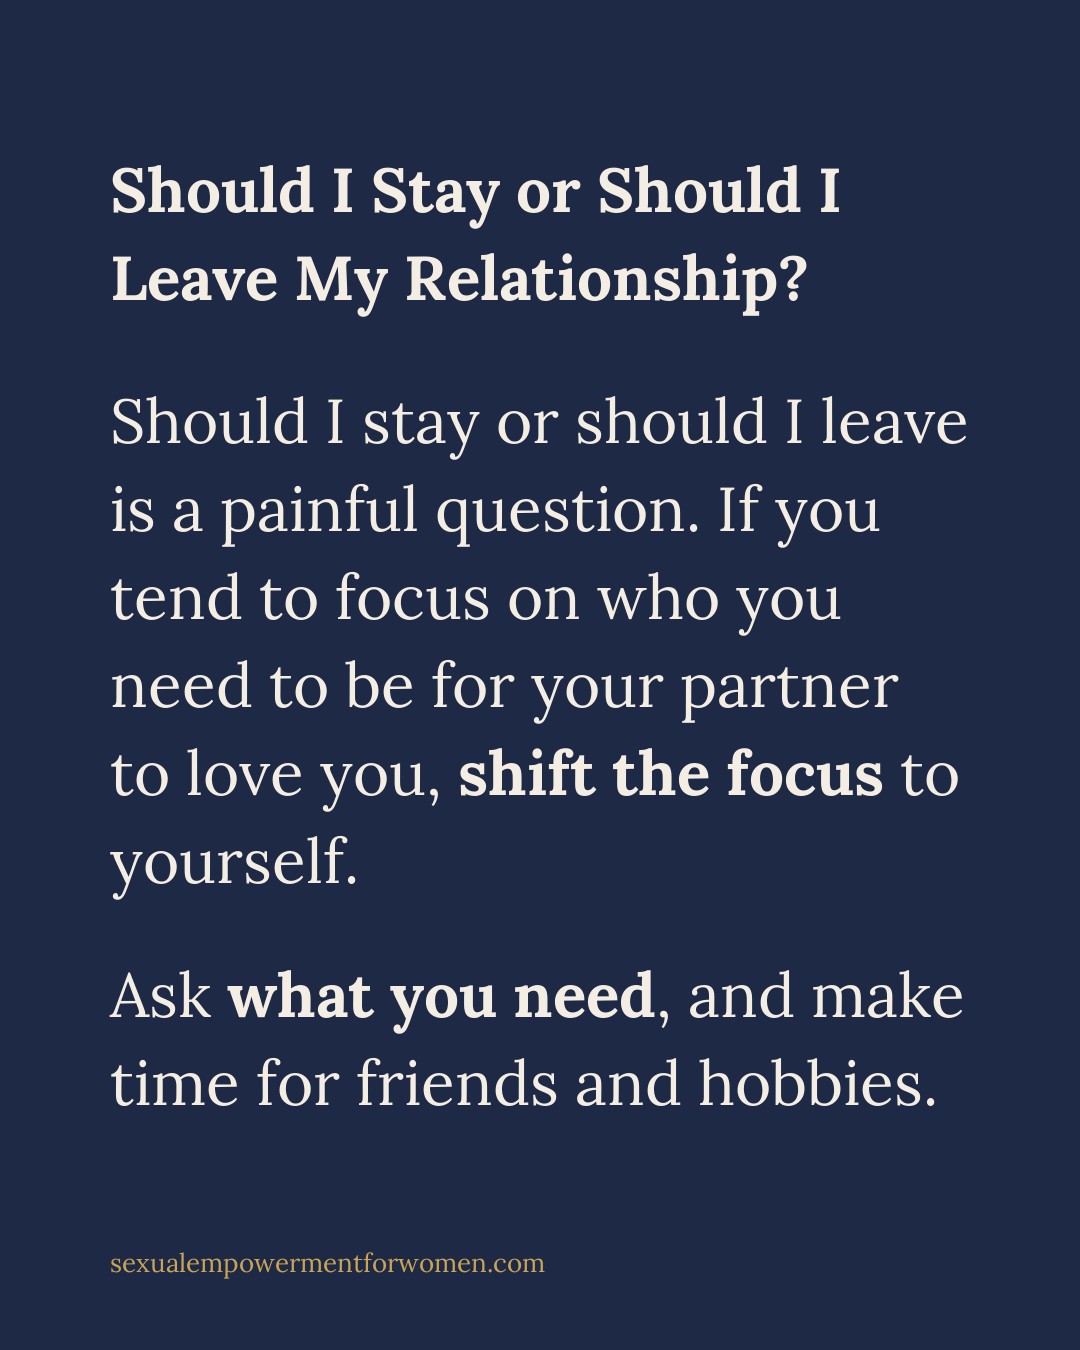 Should I Stay or Should I
Leave My Relationship?
Should I stay or should I leave
is a painful question. If you
tend to focus on who you
need to be for your partner
to love you, shift the focus to
yourself.
Ask what you need, and make
time for friends and hobbies.
sexualempowermentforwomen.com